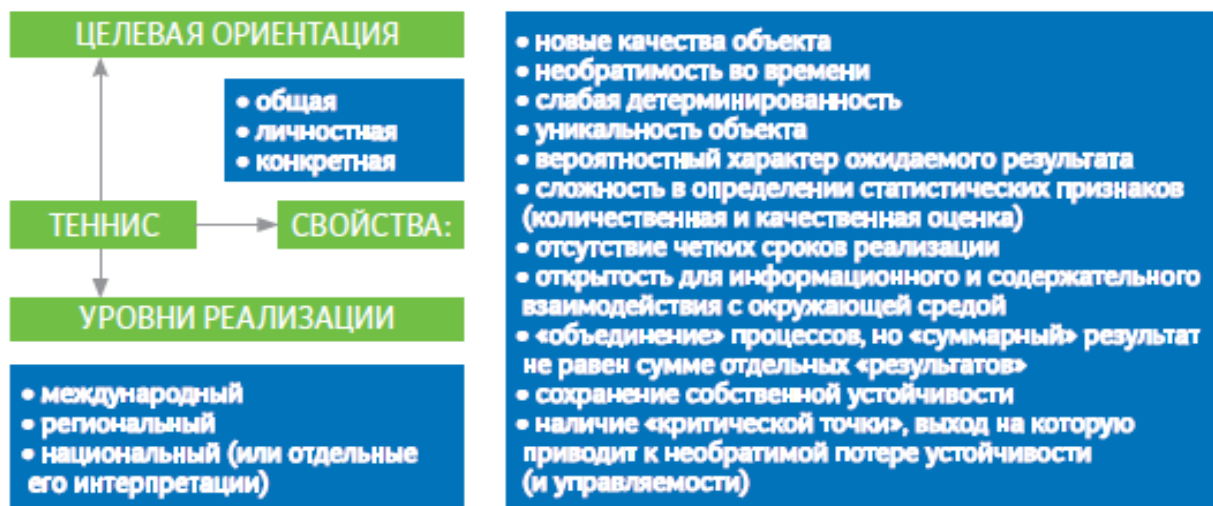 ЦЕЛЕВАЯ ОРИЕНТАЦИЯ
• общая
• личностная
• конкретная
ТЕННИС
СВОЙСТВА:
УРОВНИ РЕАЛИЗАЦИИ
• международный
• региональный
• национальный (или отдельные
его интерпретации)
• новые качества объекта
• необратимость во времени
• слабая детерминированность
• уникальность объекта
• вероятностный характер ожидаемого результата
• сложность в определении статистических признаков
(количественная и качественная оценка)
• отсутствие четких сроков реализации
• открытость для информационного и содержательного
взаимодействия с окружающей средой
• «объединение» процессов, но «суммарный» результат
не равен сумме отдельных «результатов»
• сохранение собственной устойчивости
• наличие «критической точки», выход на которую
приводит к необратимой потере устойчивости
(и управляемости)